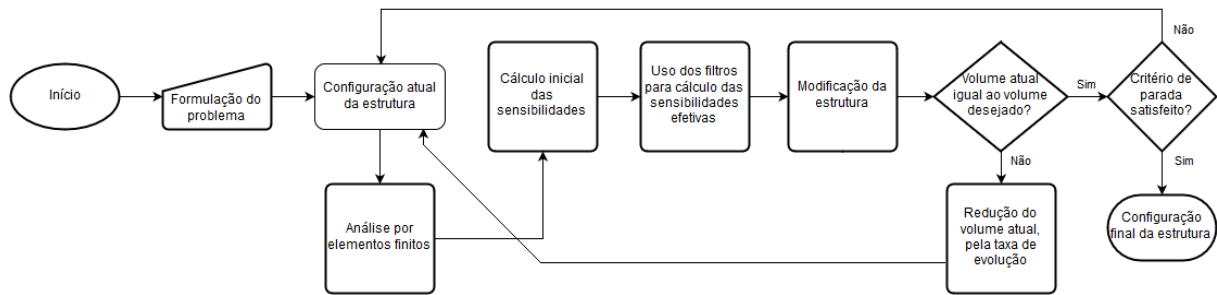 Início
Formulação do
problema
Configuração atual
da estrutura
Análise por
elementos finitos
Cálculo inicial
das
sensibilidades
Uso dos filtros
para cálculo das
sensibilidades
efetivas
Modificação da
estrutura
Volume atual
igual ao volume
desejado?
Sim
Não
Redução do
volume atual,
pela taxa de
evolução
Critério de
parada
satisfeito?
Não
Sim
Configuração
final da estrutura